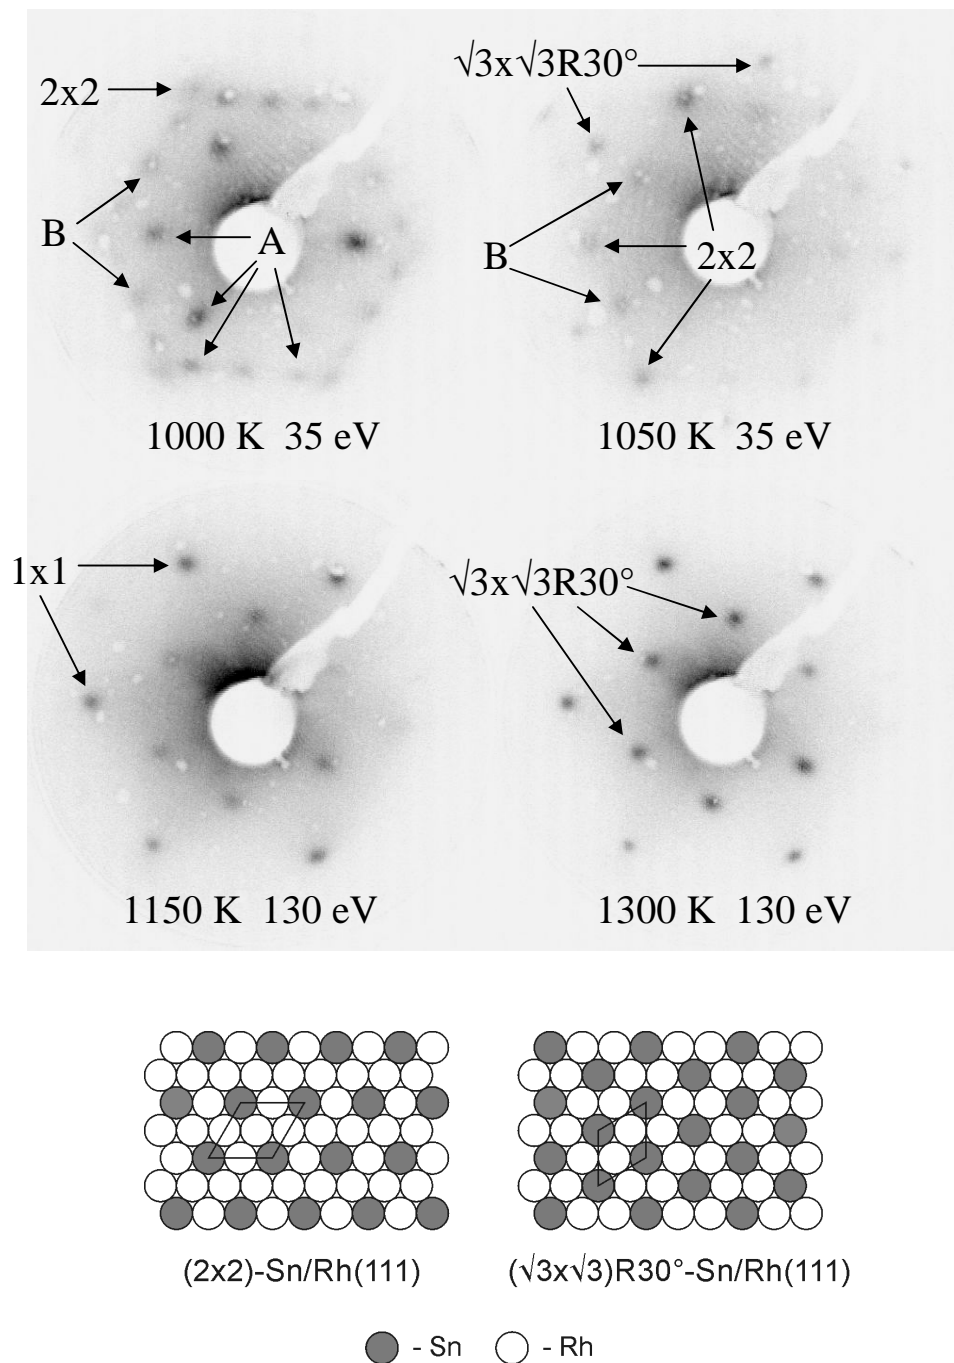 2x2
B
A
1000 K 35 eV
√3x√3R30°
B
2x2
1050 K 35 eV
1x1
1150 K 130 eV
√3x√3R30°
1300 K 130 eV
(2x2)-Sn/Rh(111)
(√3x√3)R30°-Sn/Rh(111)
- Sn
- Rh